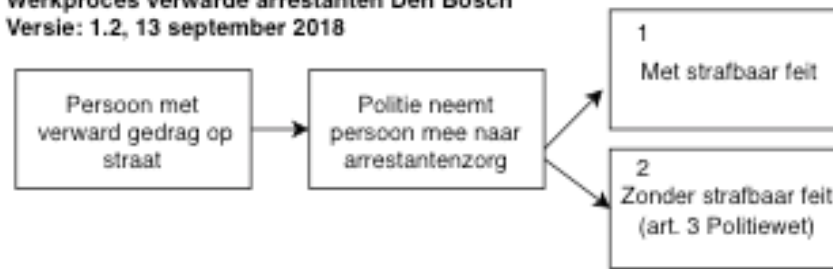 Werkproces verwarde arrestanten Den Bosch
Versie: 1.2, 13 september 2018
Persoon met
verward gedrag op
straat
Politie neemt
persoon mee naar
arrestantenzorg
1
Met strafbaar feit
2
Zonder strafbaar feit
(art. 3 Politiewet)